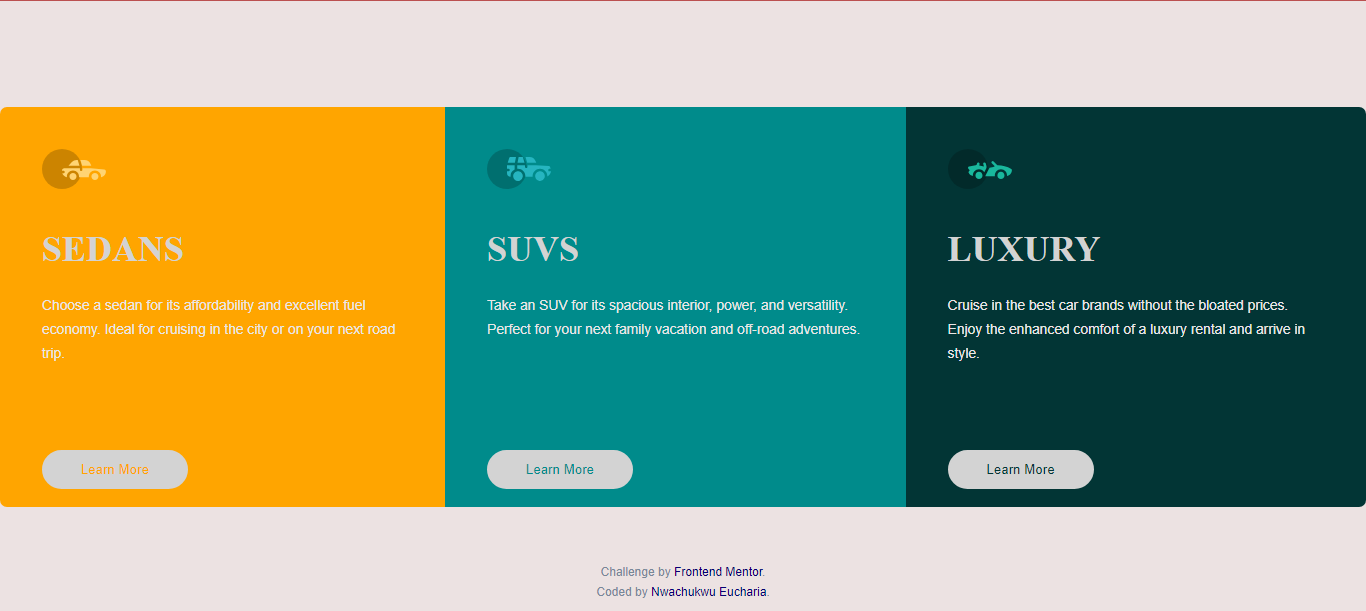 SEDANS
Choose a sedan for its affordability and excellent fuel
economy. Ideal for cruising in the city or on your next road
trip.
Learn More
SUVS
Take an SUV for its spacious interior, power, and versatility.
Perfect for your next family vacation and off-road adventures.
Learn More
LUXURY
Cruise in the best car brands without the bloated prices.
Enjoy the enhanced comfort of a luxury rental and arrive in
style.
Learn More
Challenge by Frontend Mentor.
Coded by Nwachukwu Eucharia.